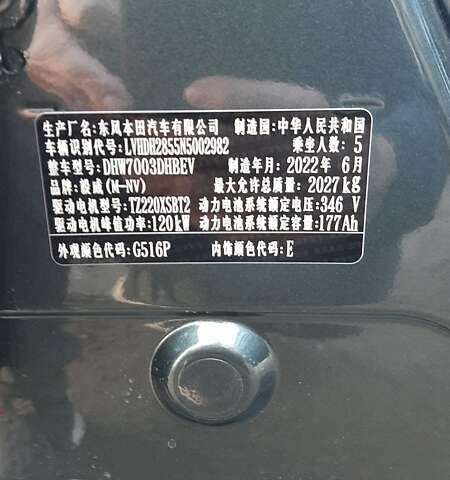 生产厂名:东风本田汽车有限公司 制造国:中华人民共和国
车辆识别代号:LVHDH2855N5002982 乘坐人数:5
整车型号:DHW7003DHBEV 制造年月:2022年6月
品牌:思威(M-NV) 最大允许总质量:2027kg
驱动电机型号:TZ220XSBT2 动力电池系统额定电压:346 V
驱动电机峰值功率:120kW 动力电池系统额定容量:177Ah
外观颜色代码:G516P 内饰颜色代码:E